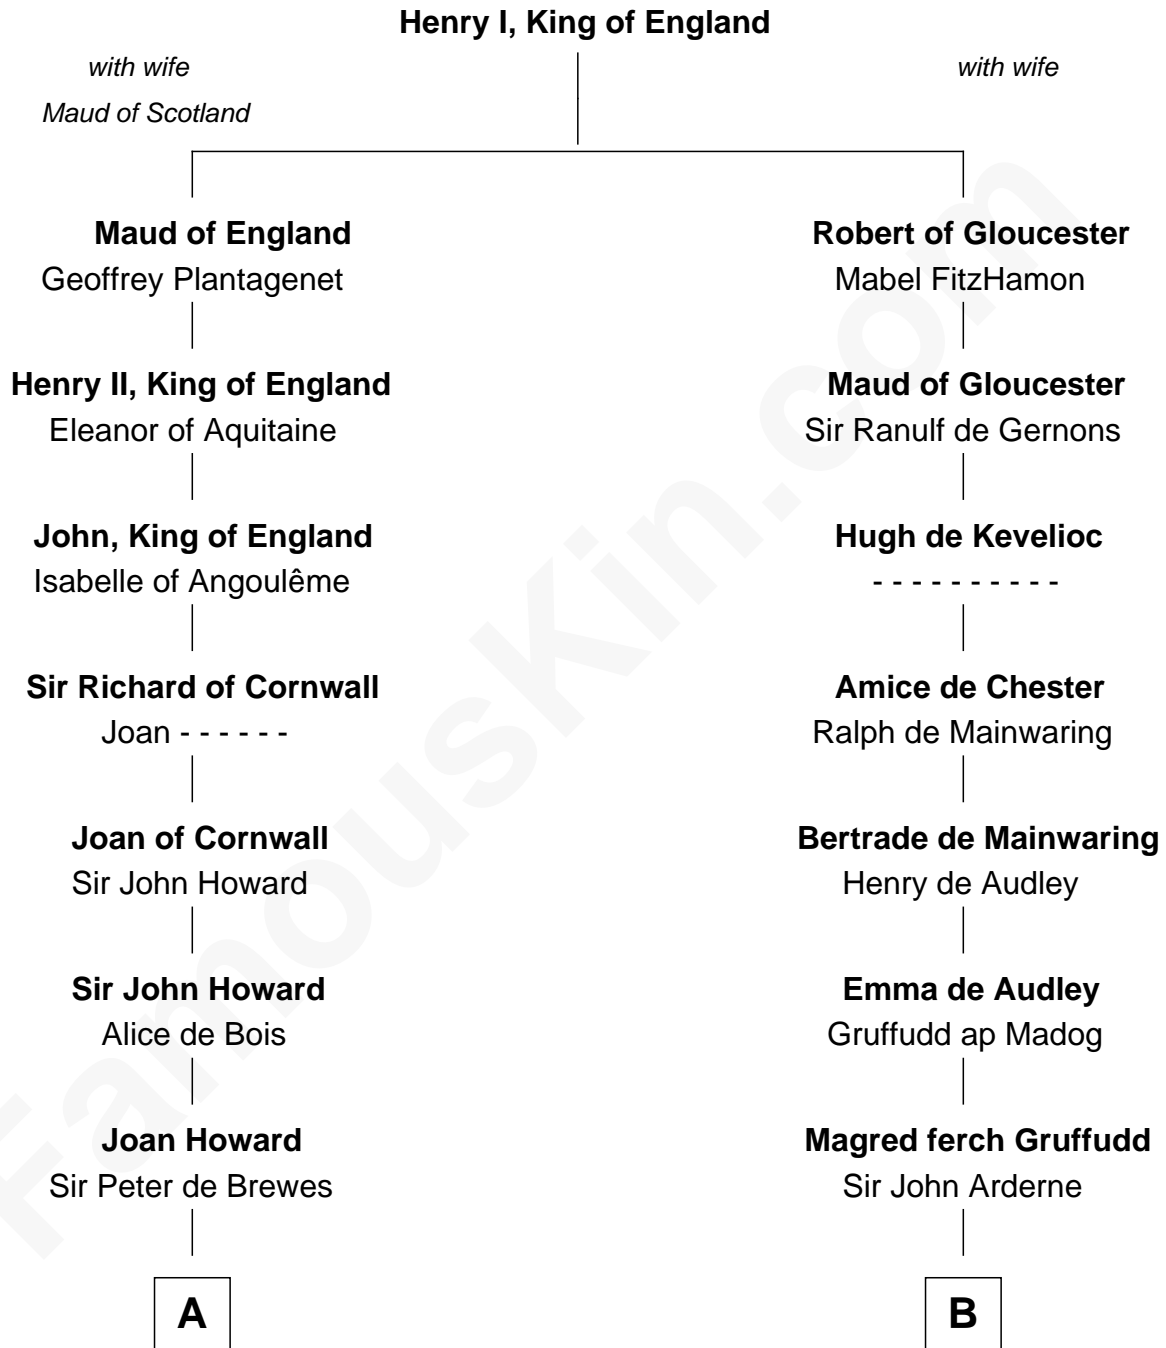 Henry I, King of England
with wife
Maud of Scotland
with wife
Maud of England
Geoffrey Plantagenet
Henry II, King of England
Eleanor of Aquitaine
John, King of England
Isabelle of Angoulême
Sir Richard of Cornwall
Joan - - - - - -
Joan of Cornwall
Sir John Howard
Sir John Howard
Alice de Bois
Joan Howard
Sir Peter de Brewes
A
Robert of Gloucester
Mabel FitzHamon
Maud of Gloucester
Sir Ranulf de Gernons
Hugh de Kevelioc
- - - - - - - - - -
Amice de Chester
Ralph de Mainwaring
Bertrade de Mainwaring
Henry de Audley
Emma de Audley
Gruffudd ap Madog
Magred ferch Gruffudd
Sir John Arderne
B
FamousKin.com